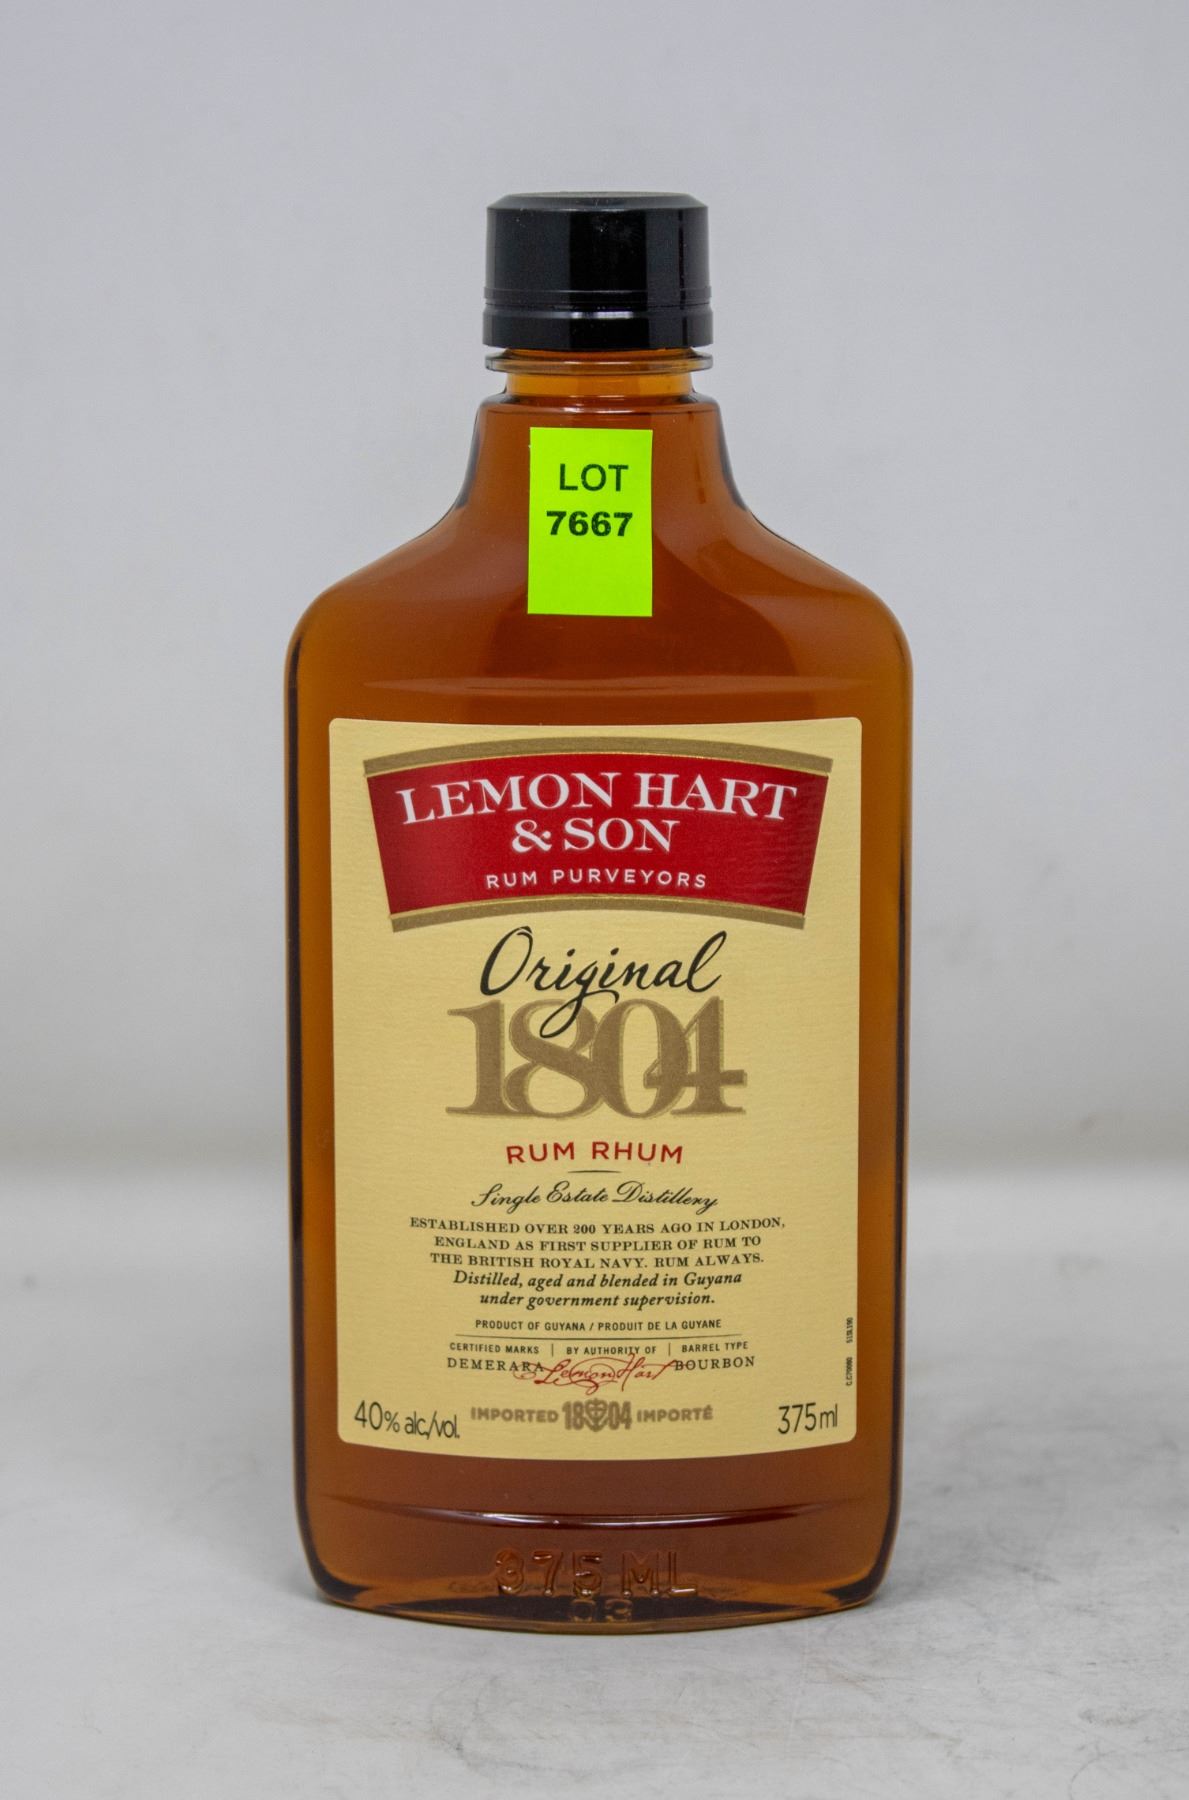 LOT
7667
LEMON HART
& SON
RUM PURVEYORS
Original
1804
RUM RHUM
Single Estate Distillery
ESTABLISHED OVER 200 YEARS AGO IN LONDON,
ENGLAND AS FIRST SUPPLIER OF RUM TO
THE BRITISH ROYAL NAVY. RUM ALWAYS.
Distilled, aged and blended in Guyana
under government supervision.
PRODUCT OF GUYANA / PRODUIT DE LA GUYANE
CERTIFIED MARKS | BY AUTHORITY OF | BARREL TYPE
DEMERARA Lemon Hart BOURBON
40% alc/vol. IMPORTED 1804 IMPORTÉ 375ml
375 ML
03